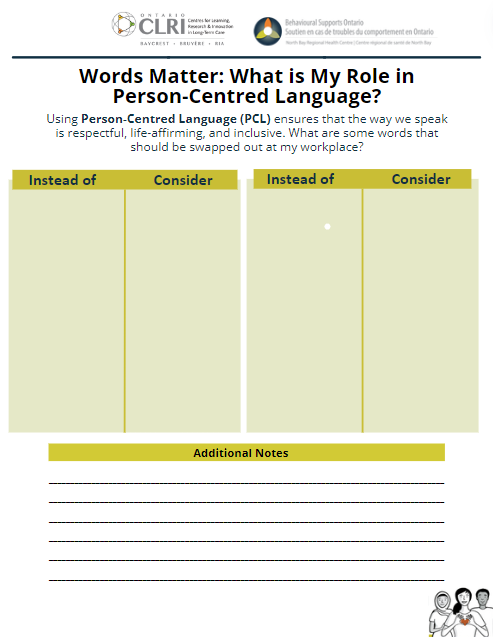 ONTARIO
CLRI
Centres for Learning,
Research & Innovation
in Long-Term Care
BAYCREST • BRUYÈRE • RIA
Behavioural Supports Ontario
Soutien en cas de troubles du comportement en Ontario
North Bay Regional Health Centre | Centre régional de santé de North Bay
Words Matter: What is My Role in
Person-Centred Language?
Using Person-Centred Language (PCL) ensures that the way we speak
is respectful, life-affirming, and inclusive. What are some words that
should be swapped out at my workplace?
Instead of
Consider
Instead of
Consider
Additional Notes